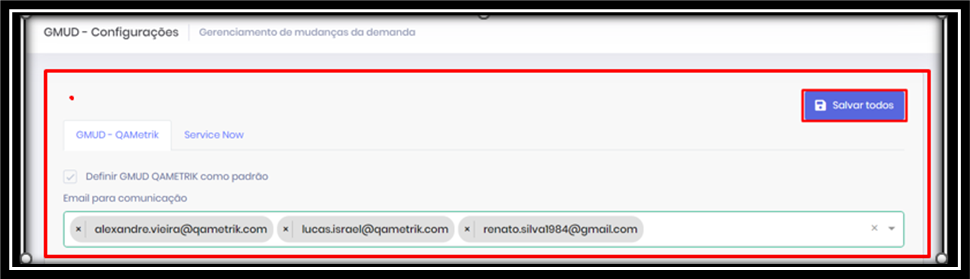 GMUD - Configurações Gerenciamento de mudanças da demanda
Salvar todos
GMUD - QAMetrik Service Now
Definir GMUD QAMETRIK como padrão
Email para comunicação
× alexandre.vieira@qametrik.com × lucas.israel@qametrik.com × renato.silva1984@gmail.com ×